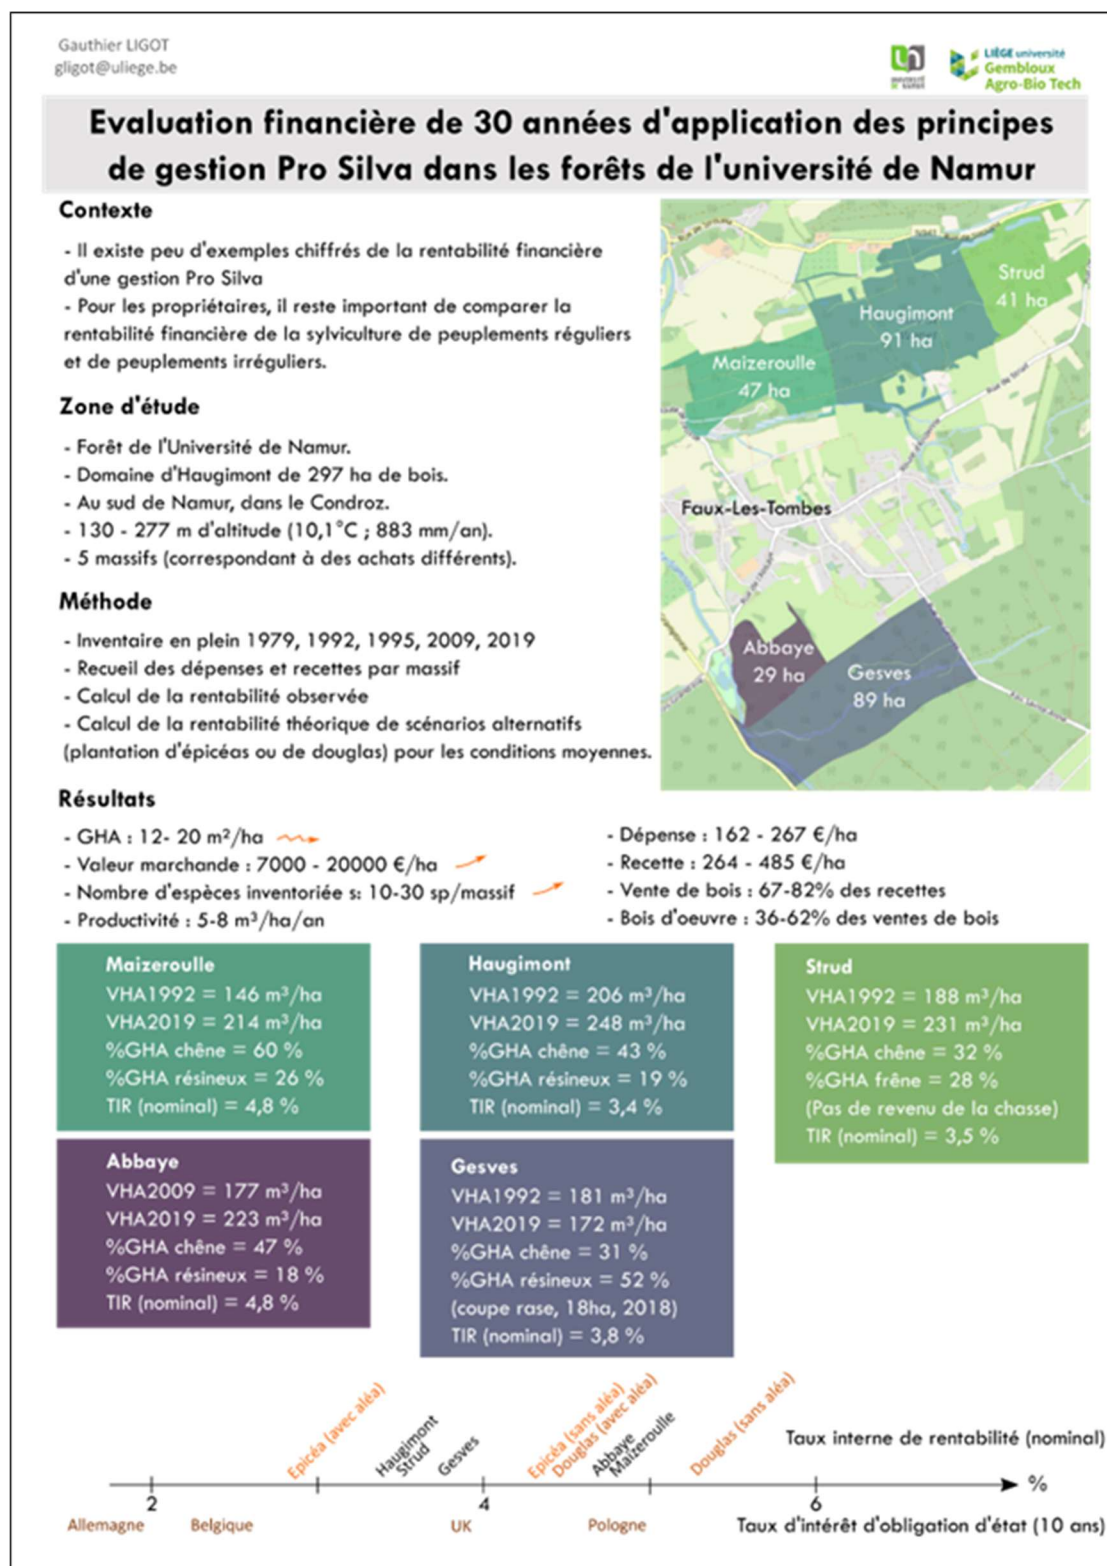 Gauthier LIGOT
gligot@uliege.be
LIÈGE université
Gembloux
Agro-Bio Tech
Evaluation financière de 30 années d'application des principes
de gestion Pro Silva dans les forêts de l'université de Namur
Contexte
- Il existe peu d'exemples chiffrés de la rentabilité financière
d'une gestion Pro Silva
- Pour les propriétaires, il reste important de comparer la
rentabilité financière de la sylviculture de peuplements réguliers
et de peuplements irréguliers.
Zone d'étude
- Forêt de l'Université de Namur.
- Domaine d'Haugimont de 297 ha de bois.
- Au sud de Namur, dans le Condroz.
- 130 - 277 m d'altitude (10,1°C ; 883 mm/an).
- 5 massifs (correspondant à des achats différents).
Méthode
- Inventaire en plein 1979, 1992, 1995, 2009, 2019
- Recueil des dépenses et recettes par massif
- Calcul de la rentabilité observée
- Calcul de la rentabilité théorique de scénarios alternatifs
(plantation d'épicéas ou de douglas) pour les conditions moyennes.
Strud
41 ha
Haugimont
91 ha
Maizeroulle
47 ha
Faux-Les-Tombes
Abbaye
29 ha
Gesves
89 ha
Résultats
- GHA : 12- 20 m²/ha
- Valeur marchande : 7000 - 20000 €/ha
- Nombre d'espèces inventoriée s: 10-30 sp/massif
- Productivité : 5-8 m³/ha/an
- Dépense : 162 - 267 €/ha
- Recette : 264 - 485 €/ha
- Vente de bois : 67-82% des recettes
- Bois d'oeuvre : 36-62% des ventes de bois
Maizeroulle
VHA1992 = 146 m³/ha
VHA2019 = 214 m³/ha
%GHA chêne = 60 %
%GHA résineux = 26 %
TIR (nominal) = 4,8 %
Haugimont
VHA1992 = 206 m³/ha
VHA2019 = 248 m³/ha
%GHA chêne = 43 %
%GHA résineux = 19 %
TIR (nominal) = 3,4 %
Strud
VHA1992 = 188 m³/ha
VHA2019 = 231 m³/ha
%GHA chêne = 32 %
%GHA frêne = 28 %
(Pas de revenu de la chasse)
TIR (nominal) = 3,5 %
Abbaye
VHA2009 = 177 m³/ha
VHA2019 = 223 m³/ha
%GHA chêne = 47 %
%GHA résineux = 18 %
TIR (nominal) = 4,8 %
Gesves
VHA1992 = 181 m³/ha
VHA2019 = 172 m³/ha
%GHA chêne = 31 %
%GHA résineux = 52 %
(coupe rase, 18ha, 2018)
TIR (nominal) = 3,8 %
Epicéa (avec aléa)
Haugimont
Strud
Gesves
Epicéa (sans aléa)
Douglas (avec aléa)
Abbaye
Maizeroulle
Douglas (sans aléa)
Taux interne de rentabilité (nominal)
%
2
4
6
Allemagne
Belgique
UK
Pologne
Taux d'intérêt d'obligation d'état (10 ans)